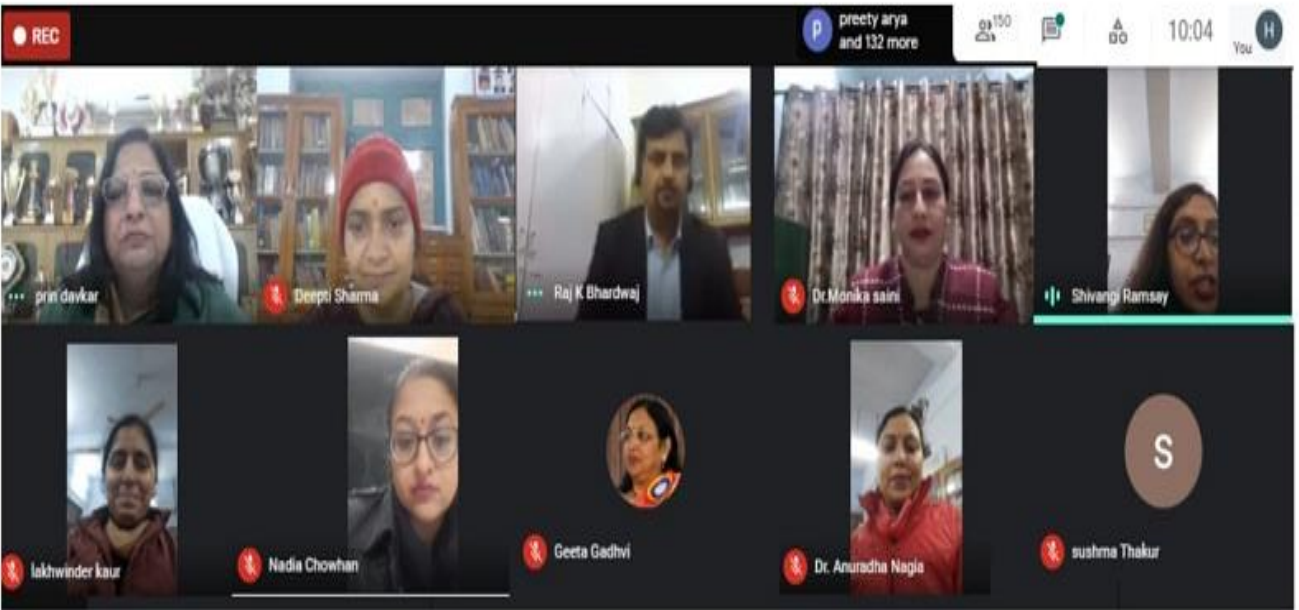 REC
P
preety arya
and 132 more
150
10:04
You
H
prin davkar
Deepti Sharma
Raj K Bhardwaj
Dr.Monika saini
Shivangi Ramsay
lakhwinder kaur
Nadia Chowhan
Geeta Gadhvi
Dr. Anuradha Nagia
S
sushma Thakur